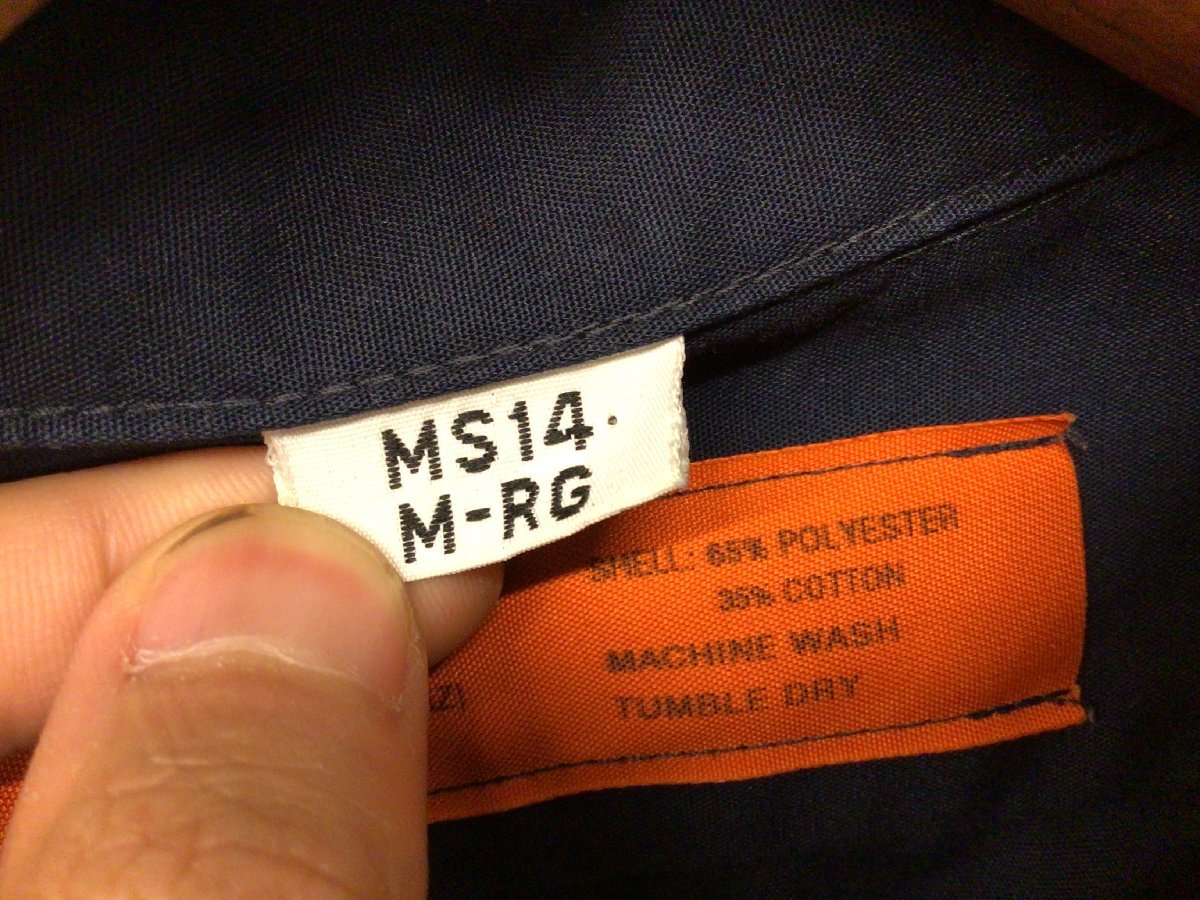 MS14
M-RG
SHELL: 65% POLYESTER
35% COTTON
MACHINE WASH
TUMBLE DRY